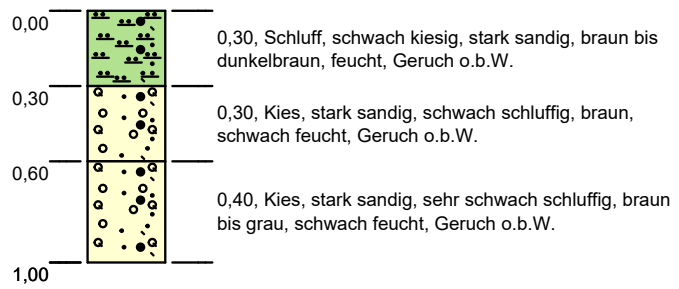 0,00
0,30, Schluff, schwach kiesig, stark sandig, braun bis
dunkelbraun, feucht, Geruch o.b.W.
0,30
0,30, Kies, stark sandig, schwach schluffig, braun,
schwach feucht, Geruch o.b.W.
0,60
0,40, Kies, stark sandig, sehr schwach schluffig, braun
bis grau, schwach feucht, Geruch o.b.W.
1,00